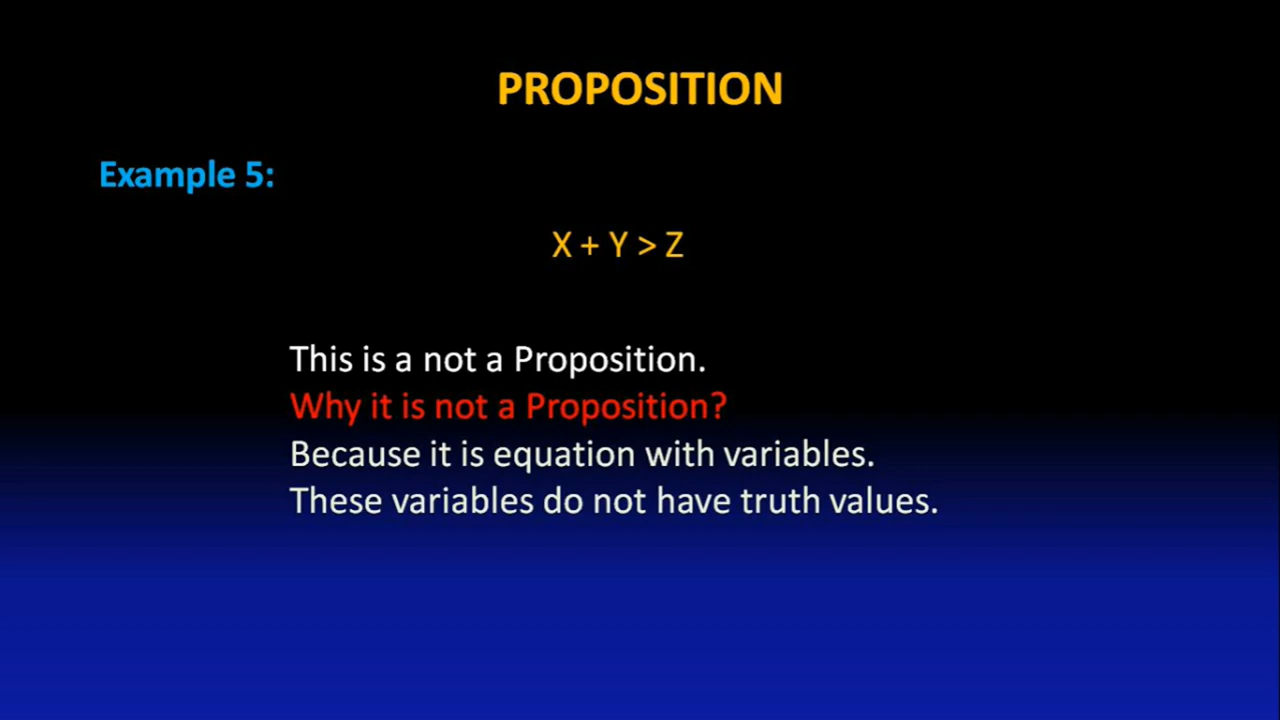 PROPOSITION
Example 5:
X + Y > Z
This is a not a Proposition.
Why it is not a Proposition?
Because it is equation with variables.
These variables do not have truth values.